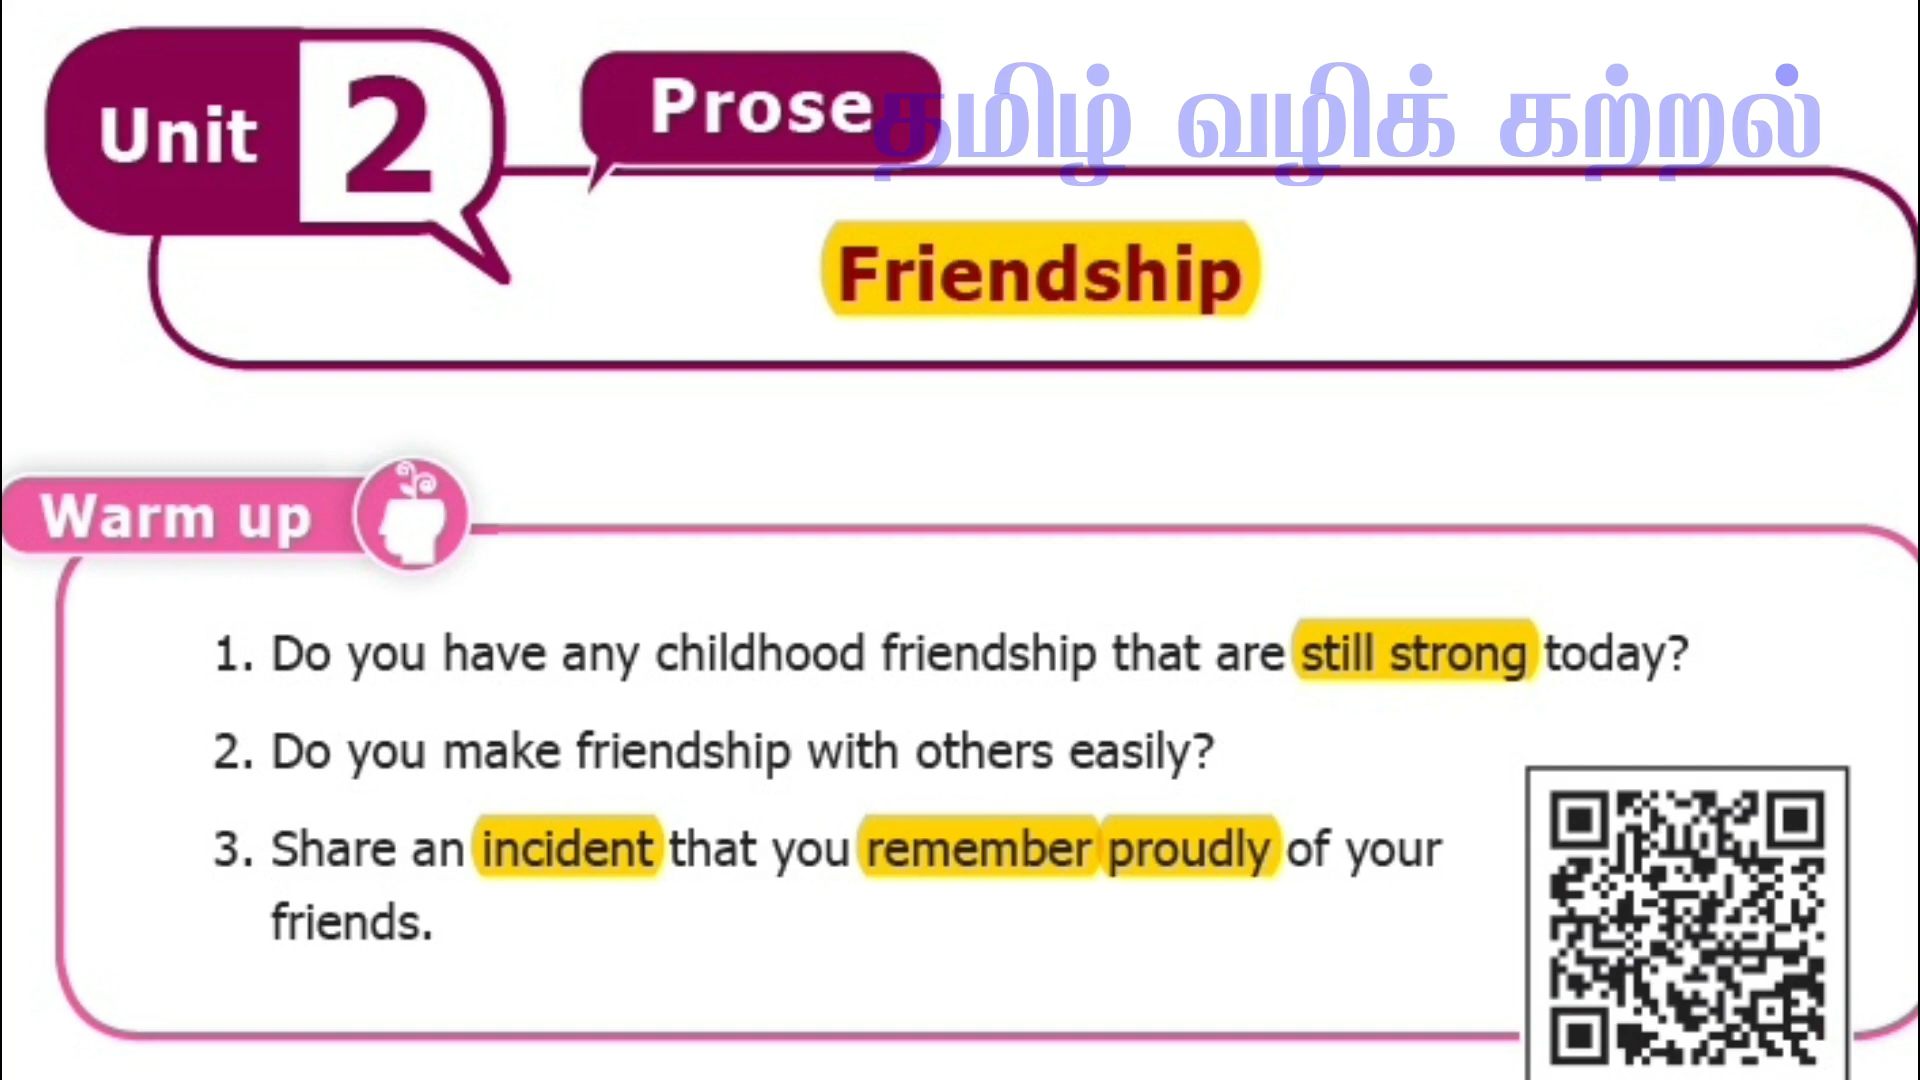 Unit 2
Prose
தமிழ் வழிக் கற்றல்
Friendship
Warm up
1. Do you have any childhood friendship that are still strong today?
2. Do you make friendship with others easily?
3. Share an incident that you remember proudly of your
friends.